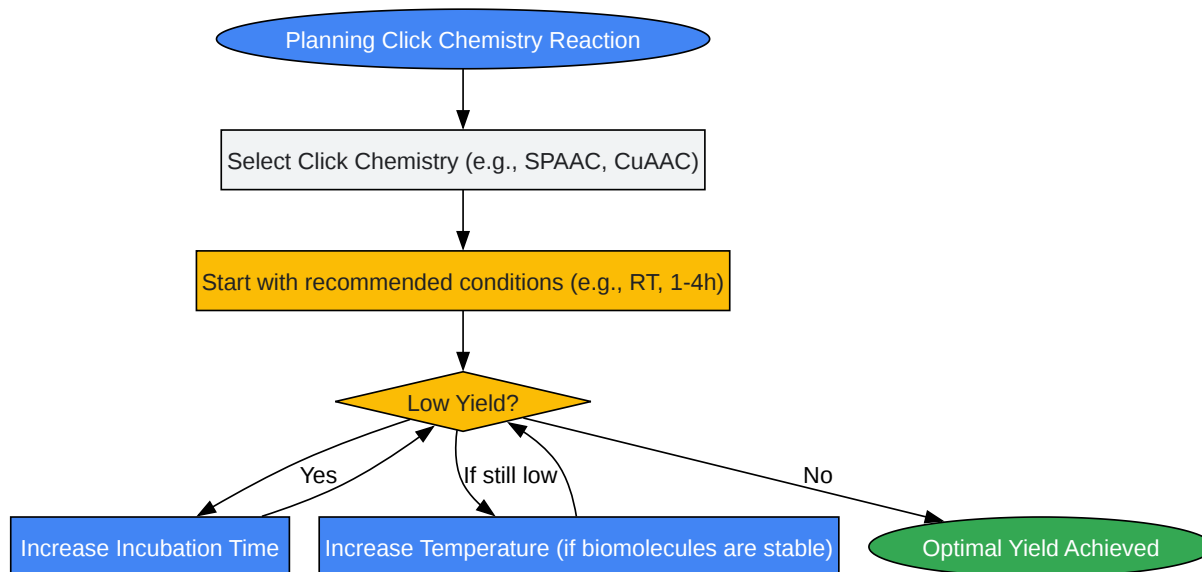 Planning Click Chemistry Reaction
Select Click Chemistry (e.g., SPAAC, CuAAC)
Start with recommended conditions (e.g., RT, 1-4h)
Low Yield?
Yes
If still low
No
Increase Incubation Time
Increase Temperature (if biomolecules are stable)
Optimal Yield Achieved